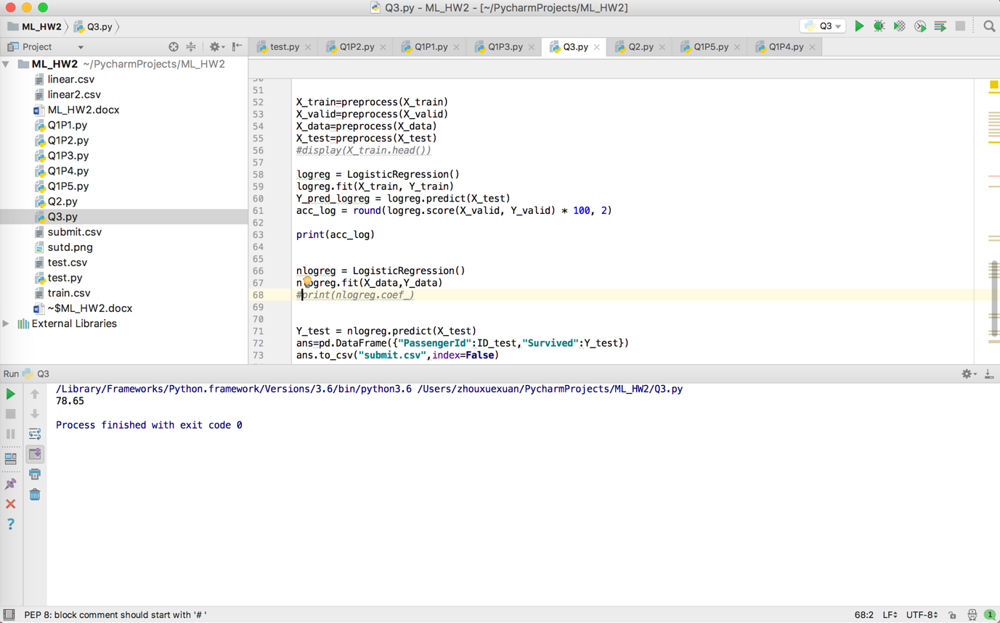 Q3.py - ML_HW2 - [~/PycharmProjects/ML_HW2]
ML_HW2 Q3.py Q3
Project test.py Q1P2.py Q1P1.py Q1P3.py Q3.py Q2.py Q1P5.py Q1P4.py
ML_HW2 ~/PycharmProjects/ML_HW2
linear.csv
linear2.csv
ML_HW2.docx
Q1P1.py
Q1P2.py
Q1P3.py
Q1P4.py
Q1P5.py
Q2.py
Q3.py
submit.csv
sutd.png
test.csv
test.py
train.csv
~$ML_HW2.docx
External Libraries
51
52 X_train=preprocess(X_train)
53 X_valid=preprocess(X_valid)
54 X_data=preprocess(X_data)
55 X_test=preprocess(X_test)
56 #display(X_train.head())
57
58 logreg = LogisticRegression()
59 logreg.fit(X_train, Y_train)
60 Y_pred_logreg = logreg.predict(X_test)
61 acc_log = round(logreg.score(X_valid, Y_valid) * 100, 2)
62
63 print(acc_log)
64
65
66 nlogreg = LogisticRegression()
67 nlogreg.fit(X_data,Y_data)
68 #print(nlogreg.coef_)
69
70
71 Y_test = nlogreg.predict(X_test)
72 ans=pd.DataFrame({"PassengerId":ID_test,"Survived":Y_test})
73 ans.to_csv("submit.csv",index=False)
Run Q3
/Library/Frameworks/Python.framework/Versions/3.6/bin/python3.6 /Users/zhouxuexuan/PycharmProjects/ML_HW2/Q3.py
78.65
Process finished with exit code 0
PEP 8: block comment should start with '# ' 68:2 LF UTF-8 1